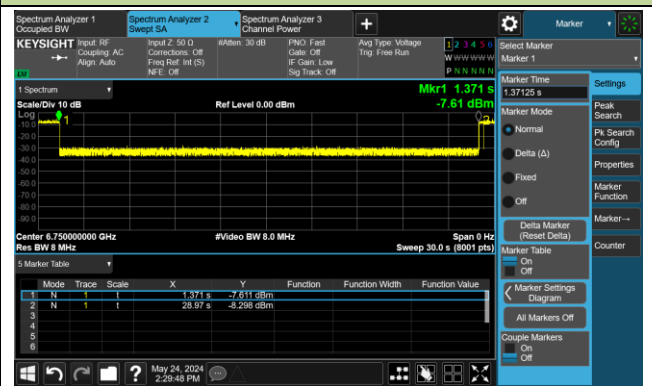 Spectrum Analyzer 1
Occupied BW
Spectrum Analyzer 2
Swept SA
Spectrum Analyzer 3
Channel Power
+
Marker
KEYSIGHT
Input: RF
Coupling: AC
Align: Auto
Input Z: 50 Ω
Corrections: Off
Freq Ref: Int (S)
NFE: Off
#Atten: 30 dB
PNO: Fast
Gate: Off
IF Gain: Low
Sig Track: Off
Avg Type: Voltage
Trig: Free Run
1 2 3 4 5 6
W W W W W W
P N N N N N
Select Marker
Marker 1
LXI
1 Spectrum
Mkr1 1.371 s
-7.61 dBm
Scale/Div 10 dB
Ref Level 0.00 dBm
Log
1
2
-10.0
-20.0
-30.0
-40.0
-50.0
-60.0
-70.0
-80.0
-90.0
Center 6.750000000 GHz
Res BW 8 MHz
#Video BW 8.0 MHz
Span 0 Hz
Sweep 30.0 s (8001 pts)
5 Marker Table
Mode Trace Scale X Y Function Function Width Function Value
1 N 1 t 1.371 s -7.611 dBm
2 N 1 t 28.97 s -8.298 dBm
3
4
5
6
Marker Time
1.37125 s
Marker Mode
Normal
Delta (Δ)
Fixed
Off
Delta Marker
(Reset Delta)
Marker Table
On
Off
Marker Settings
Diagram
All Markers Off
Couple Markers
On
Off
Settings
Peak
Search
Pk Search
Config
Properties
Marker
Function
Marker→
Counter
?
May 24, 2024
2:29:48 PM